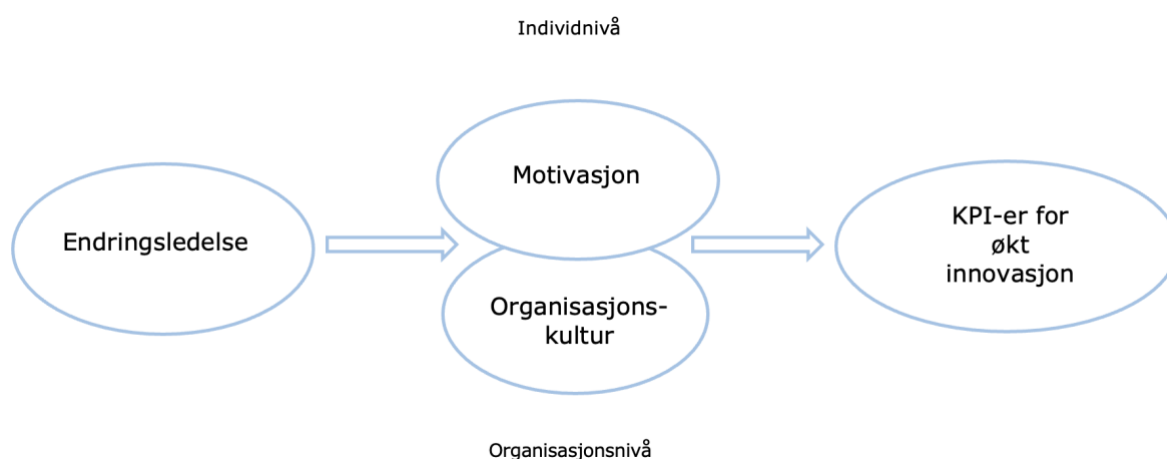 Individnivå
Motivasjon
Endringsledelse
KPI-er for
økt
innovasjon
Organisasjons-
kultur
Organisasjonsnivå